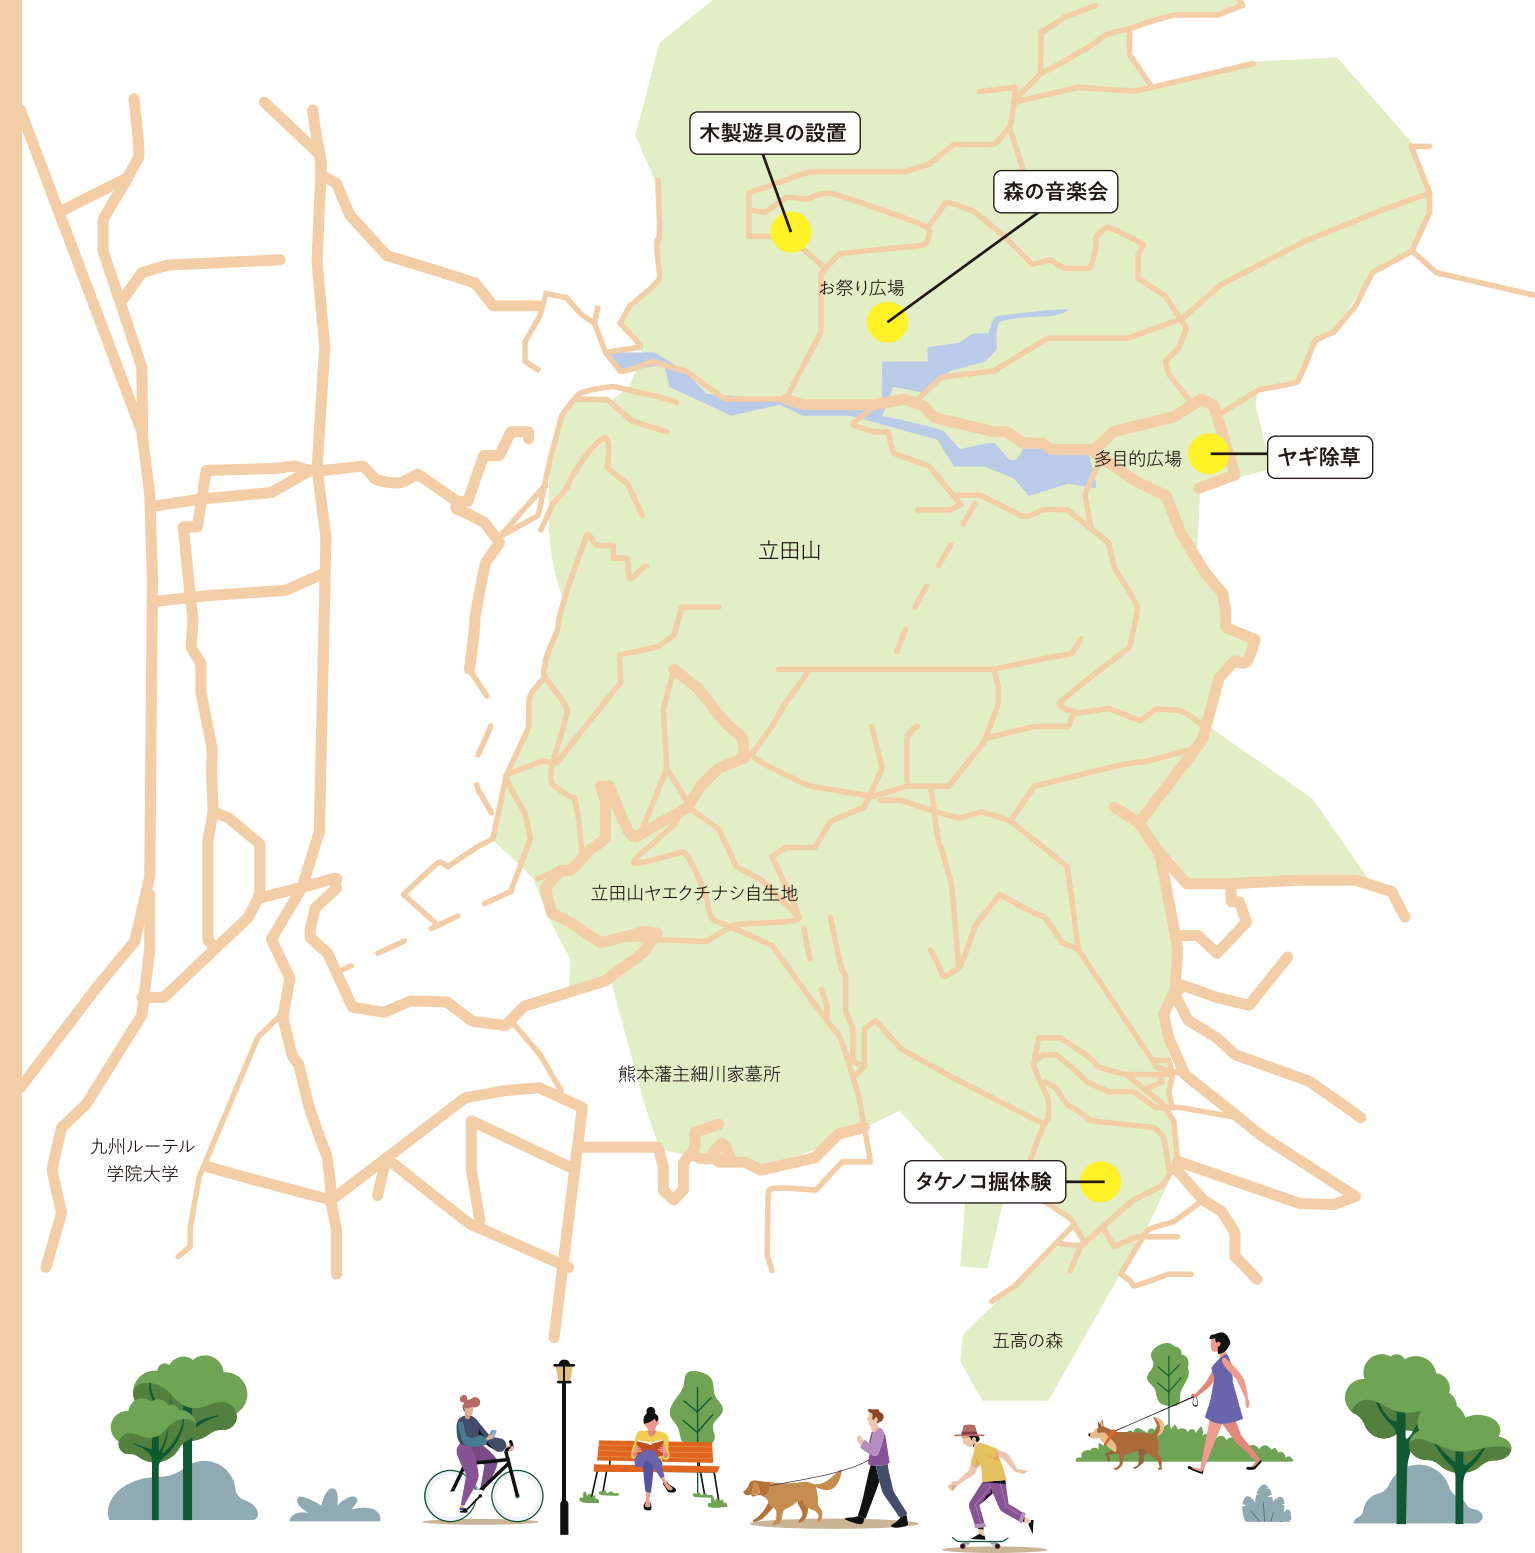 木製遊具の設置
森の音楽会
お祭り広場
多目的広場
ヤギ除草
立田山
立田山ヤエクチナシ自生地
熊本藩主細川家墓所
九州ルーテル
学院大学
タケノコ掘体験
五高の森